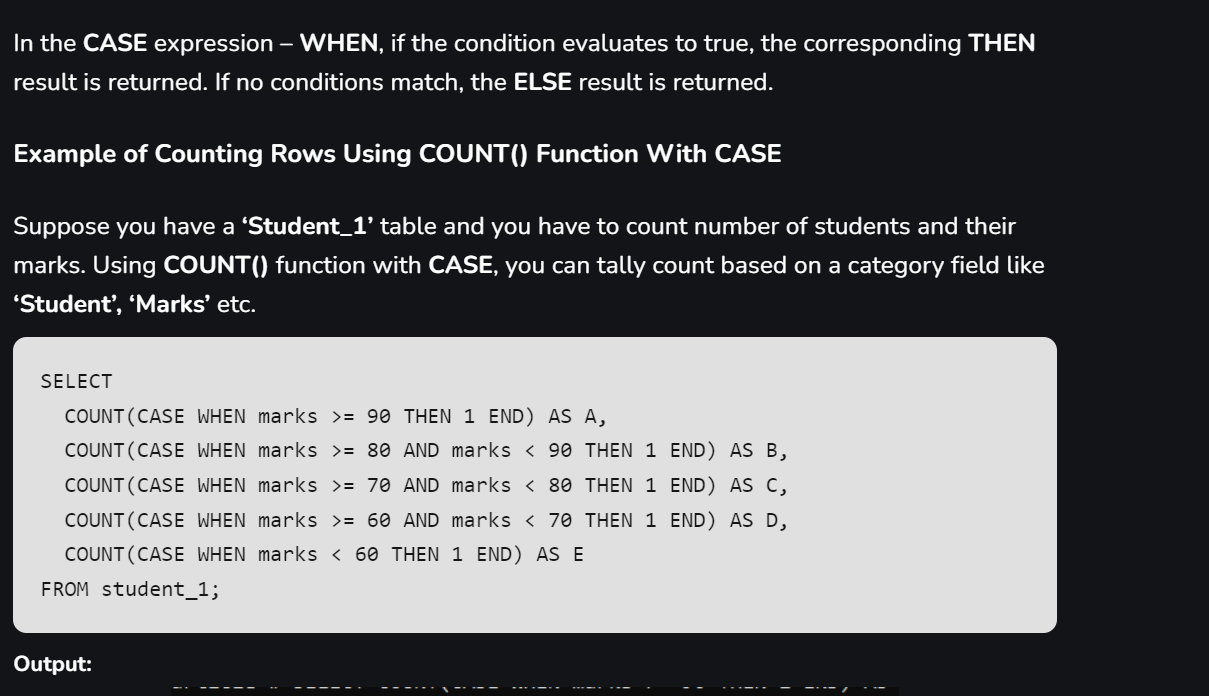 In the CASE expression – WHEN, if the condition evaluates to true, the corresponding THEN
result is returned. If no conditions match, the ELSE result is returned.
Example of Counting Rows Using COUNT() Function With CASE
Suppose you have a ‘Student_1’ table and you have to count number of students and their
marks. Using COUNT() function with CASE, you can tally count based on a category field like
‘Student’, ‘Marks’ etc.
SELECT
COUNT(CASE WHEN marks >= 90 THEN 1 END) AS A,
COUNT(CASE WHEN marks >= 80 AND marks < 90 THEN 1 END) AS B,
COUNT(CASE WHEN marks >= 70 AND marks < 80 THEN 1 END) AS C,
COUNT(CASE WHEN marks >= 60 AND marks < 70 THEN 1 END) AS D,
COUNT(CASE WHEN marks < 60 THEN 1 END) AS E
FROM student_1;
Output: